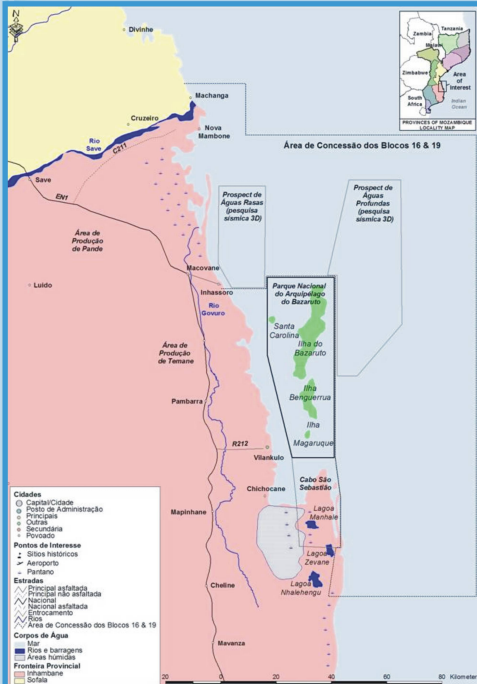 N
Divinhe
Zambia
Tanzania
Malawi
Zimbabwe
Area of
Interest
South
Africa
Indian
Ocean
PROVINCES OF MOZAMBIQUE
LOCALITY MAP
Machanga
Cruzeiro
Nova
Mambone
Área de Concessão dos Blocos 16 & 19
Rio
Save
C211
Save
EN1
Prospect de
Águas Rasas
(pesquisa
sísmica 3D)
Prospect de
Águas
Profundas
(pesquisa
sísmica 3D)
Área de
Produção
de Pande
Macovane
Luido
Inhassoro
Rio
Govuro
Parque Nacional
do Arquipélago
do Bazaruto
Santa
Carolina
Ilha do
Bazaruto
Área de
Produção
de Temane
Pambarra
Ilha
Benguerrua
Ilha
Magaruque
R212
Vilankulo
Cabo São
Sebastião
Chichocane
Mapinhane
Lagoa
Manhale
Lagoa
Zevane
Lagoa
Nhalehengu
Cheline
Mavanza
Cidades
Capital/Cidade
Posto de Administração
Principais
Outras
Secundária
Povoado
Pontos de Interesse
Sítios históricos
Aeroporto
Pantano
Estradas
Principal asfaltada
Principal não asfaltada
Nacional
Nacional asfaltada
Entrocamento
Rios
Área de Concessão dos Blocos 16 & 19
Corpos de Água
Mar
Rios e barragens
Áreas húmidas
Fronteira Provincial
Inhambane
Sofala
20 0 20 40 60 80 Kilometers